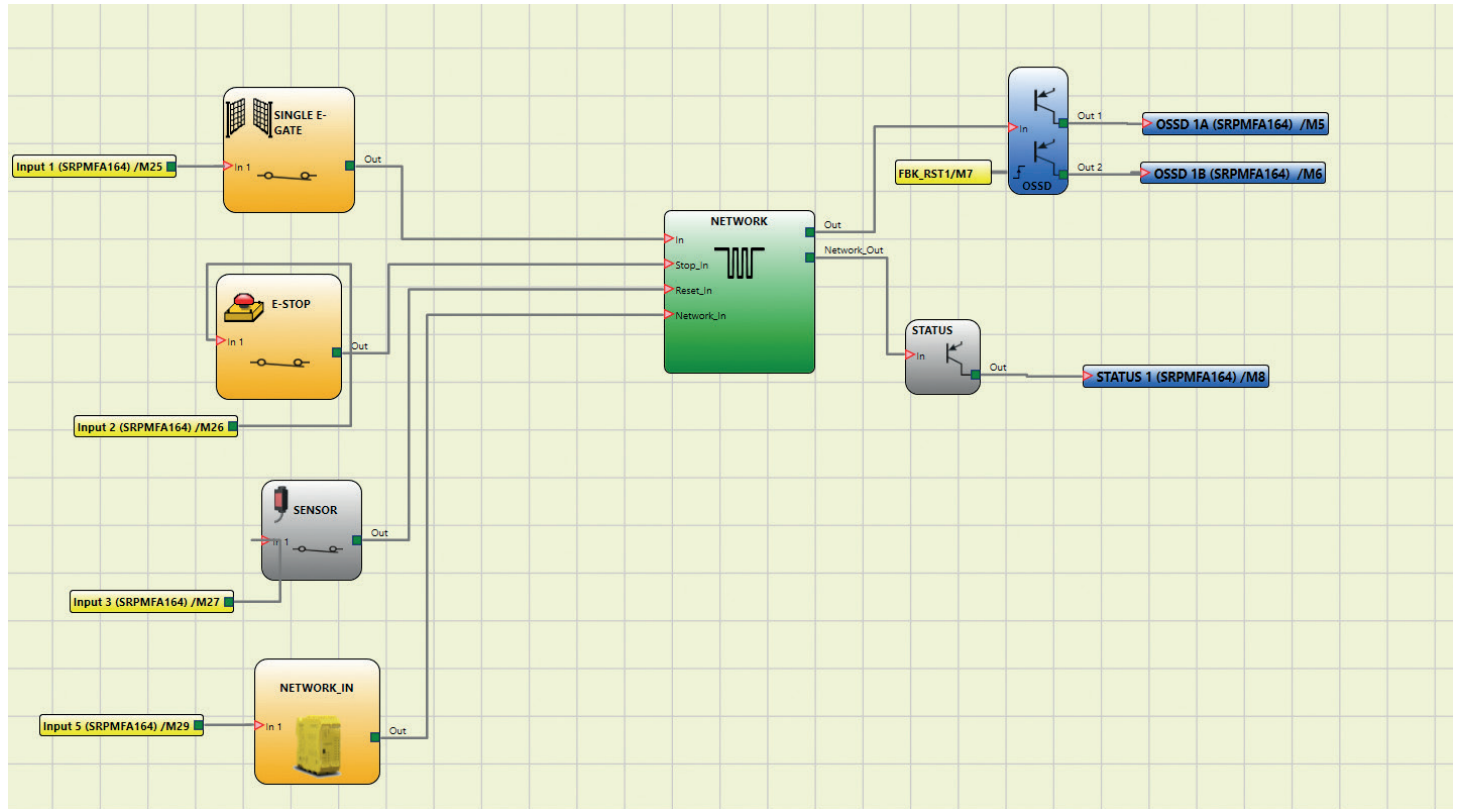 SINGLE E-
GATE
Input 1 (SRPMFA164) /M25
In 1
Out
E-STOP
In 1
Out
Input 2 (SRPMFA164) /M26
SENSOR
In 1
Out
Input 3 (SRPMFA164) /M27
NETWORK_IN
Input 5 (SRPMFA164) /M29
In 1
Out
NETWORK
In
Stop_In
Reset_In
Network_In
Out
Network_Out
In
FBK_RST1/M7
OSSD
Out 1
Out 2
OSSD 1A (SRPMFA164) /M5
OSSD 1B (SRPMFA164) /M6
STATUS
In
Out
STATUS 1 (SRPMFA164) /M8